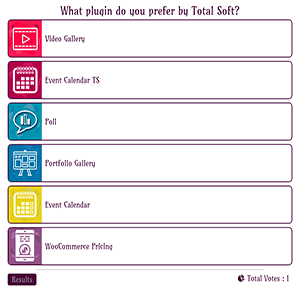 What plugin do you prefer by Total Soft?
Video Gallery
Event Calendar TS
Poll
Portfolio Gallery
Event Calendar
WooCommerce Pricing
Results
Total Votes : 1